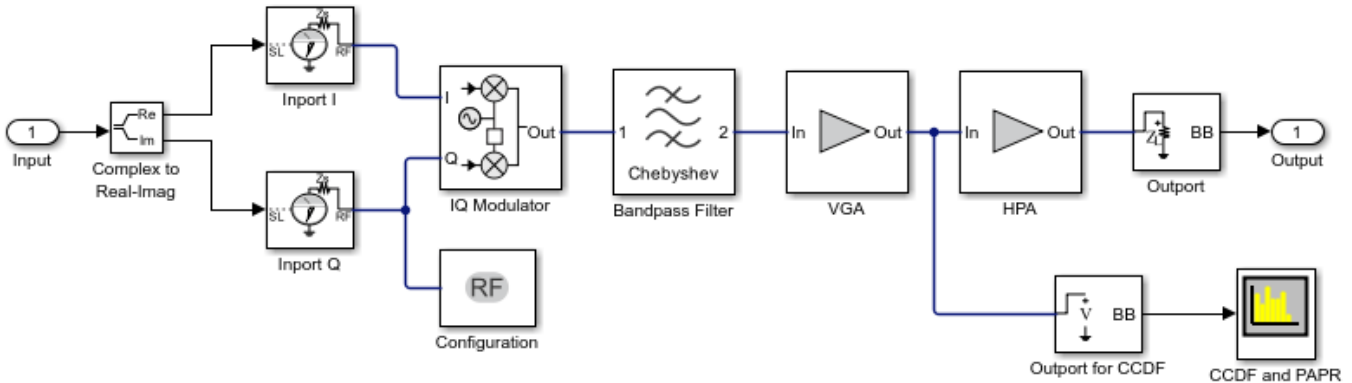 1
Input
Re
Im
Complex to
Real-Imag
Zs
SL
RF
Inport I
Zs
SL
RF
Inport Q
I
Q
Out
IQ Modulator
RF
Configuration
1
2
Chebyshev
Bandpass Filter
In
Out
VGA
In
Out
HPA
+
ZL
BB
Outport
1
Output
+
V
BB
Outport for CCDF
CCDF and PAPR